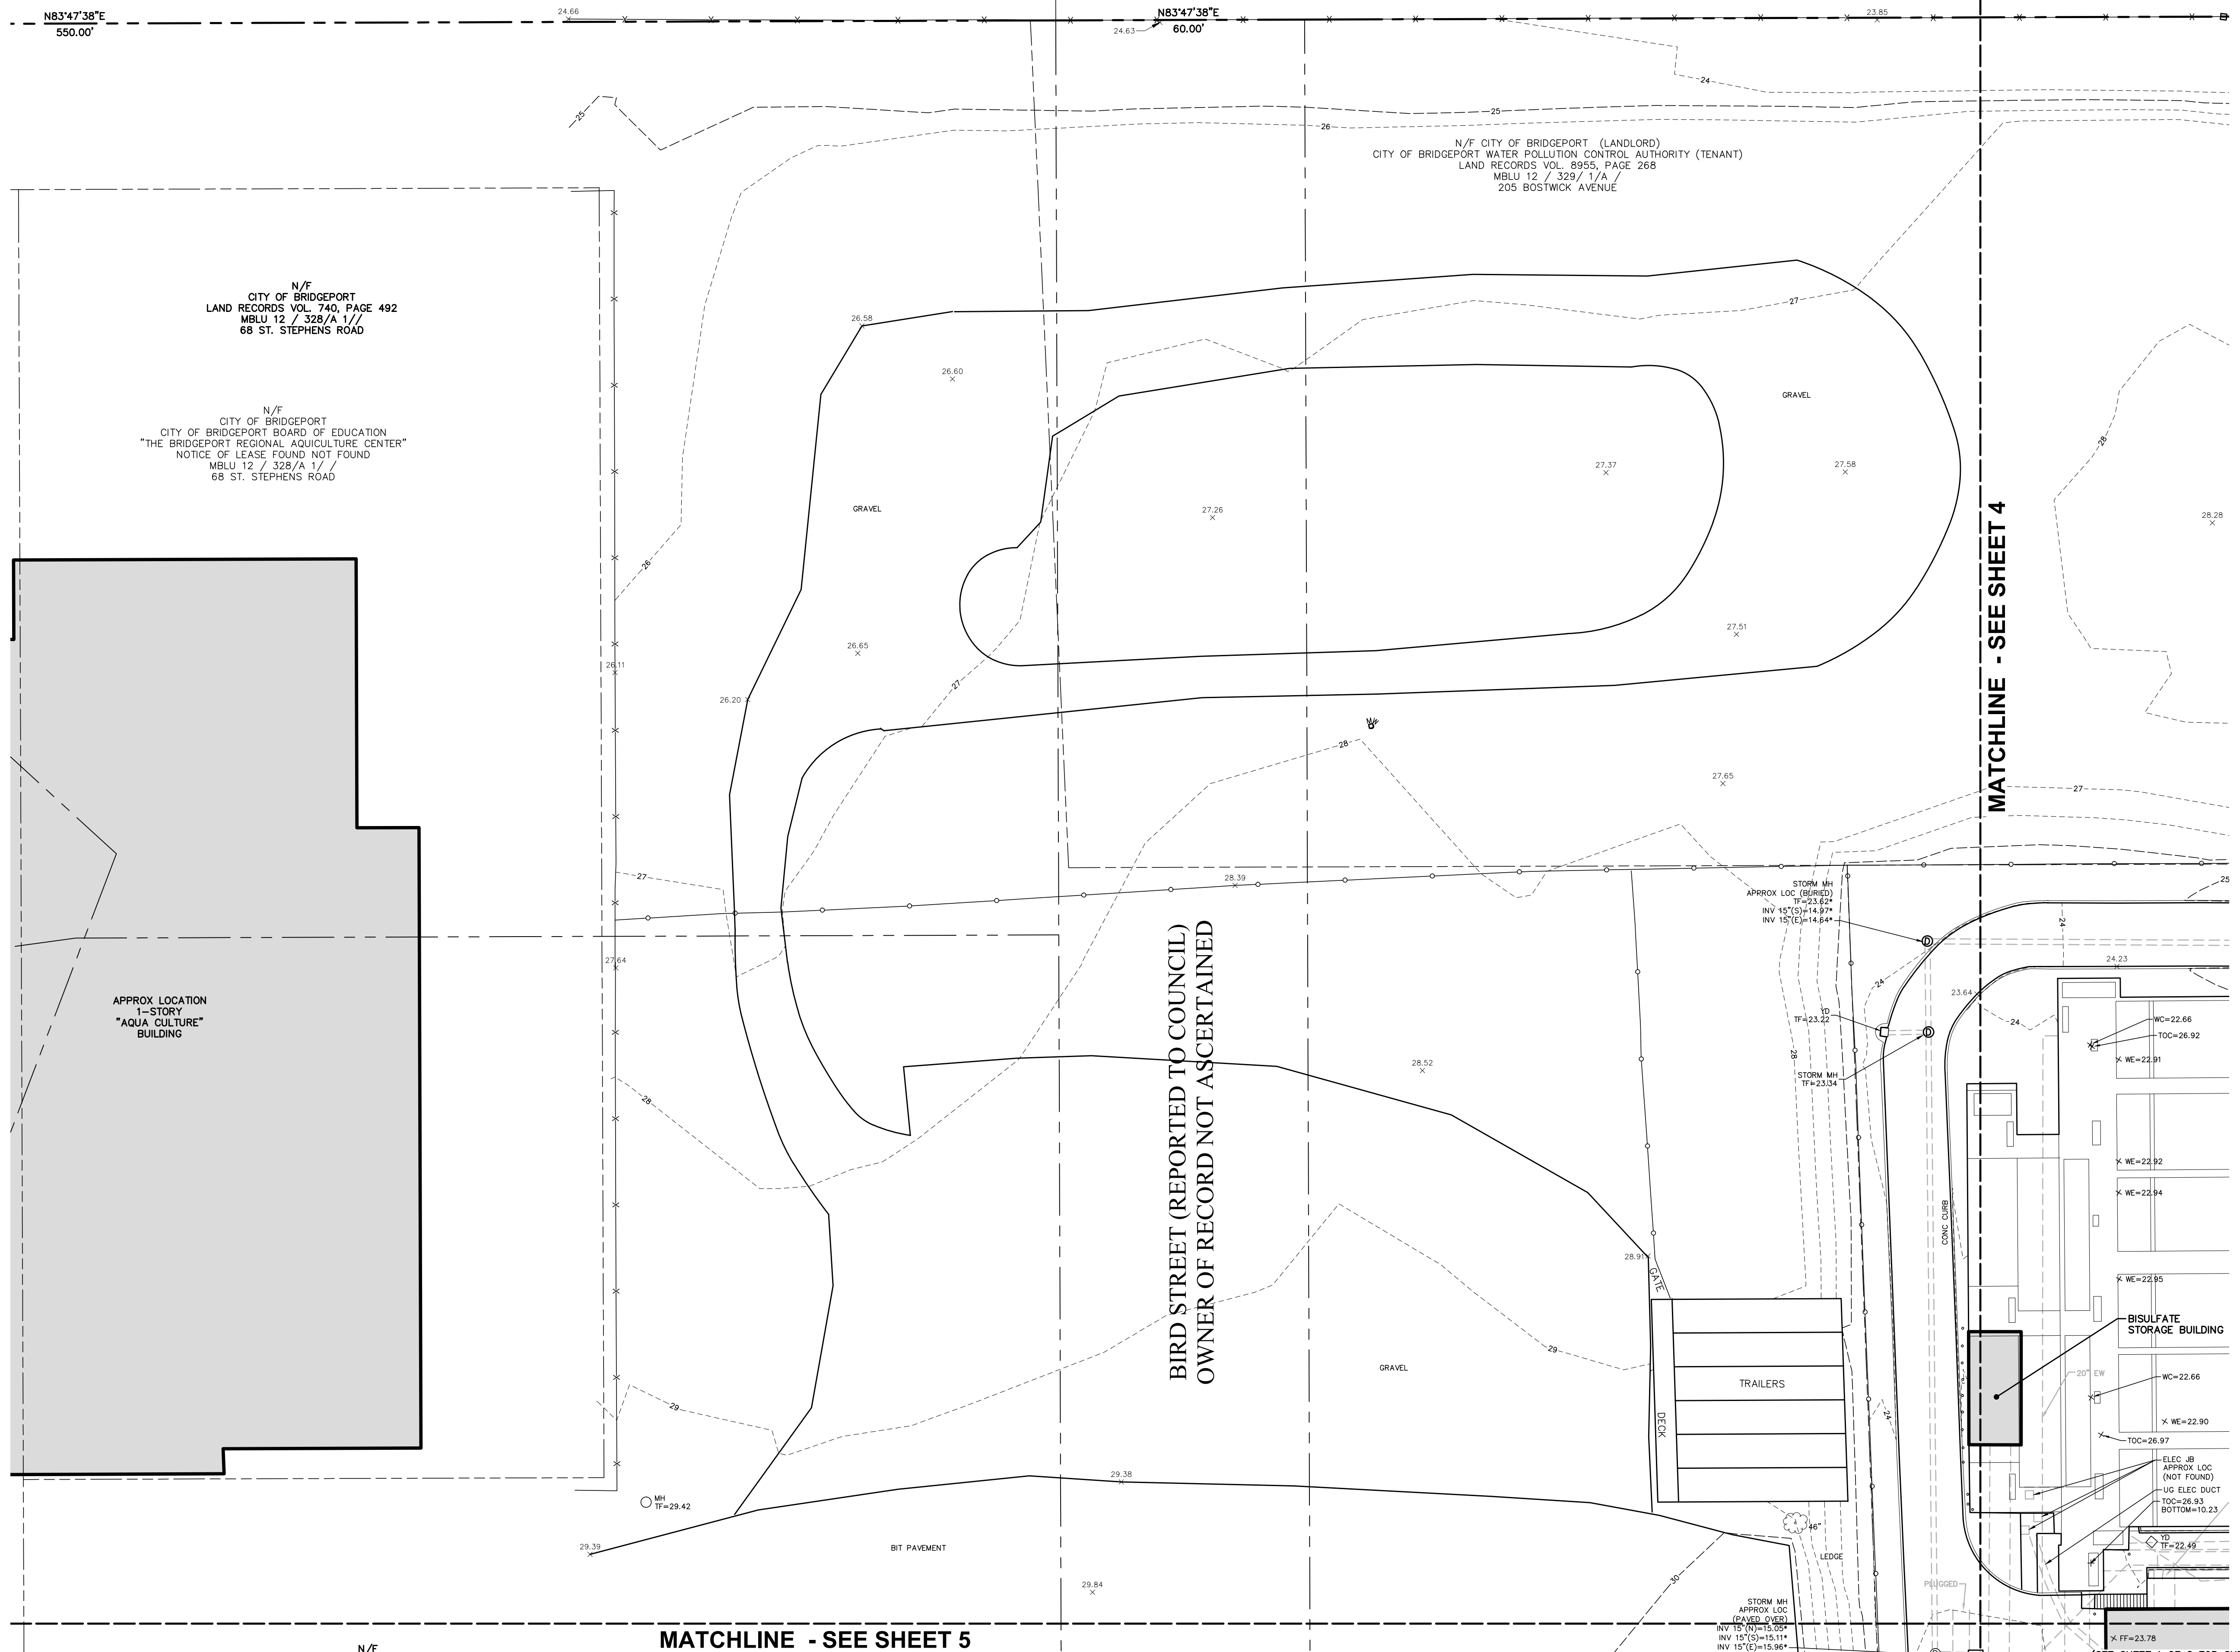 N83°47'38"E
550.00'
24.66
N83°47'38"E
60.00'
24.63
23.85
24
25
25
26
N/F CITY OF BRIDGEPORT (LANDLORD)
CITY OF BRIDGEPORT WATER POLLUTION CONTROL AUTHORITY (TENANT)
LAND RECORDS VOL. 8955, PAGE 268
MBLU 12 / 329/ 1/A /
205 BOSTWICK AVENUE
N/F
CITY OF BRIDGEPORT
LAND RECORDS VOL. 740, PAGE 492
MBLU 12 / 328/A 1//
68 ST. STEPHENS ROAD
N/F
CITY OF BRIDGEPORT
CITY OF BRIDGEPORT BOARD OF EDUCATION
"THE BRIDGEPORT REGIONAL AQUICULTURE CENTER"
NOTICE OF LEASE FOUND NOT FOUND
MBLU 12 / 328/A 1/ /
68 ST. STEPHENS ROAD
26.58
26.60
27
GRAVEL
27.37
27.58
28
28.28
GRAVEL
27.26
26
26.11
26.65
27.51
26.20
27
MATCHLINE - SEE SHEET 4
28
27.65
27
27
28.39
25
27.64
STORM MH
APPROX LOC (BURIED)
TF=23.62*
INV 15"(S)=14.97*
INV 15"(E)=14.64*
24
24.23
23.64
24
24
YD
TF=23.22
STORM MH
TF=23.34
28
WC=22.66
TOC=26.92
WE=22.91
APPROX LOCATION
1-STORY
"AQUA CULTURE"
BUILDING
BIRD STREET (REPORTED TO COUNCIL)
OWNER OF RECORD NOT ASCERTAINED
28.52
28
28.91
GATE
WE=22.92
WE=22.94
CONC CURB
WE=22.95
BISULFATE
STORAGE BUILDING
29
GRAVEL
TRAILERS
DECK
20" EW
WC=22.66
24
WE=22.90
TOC=26.97
29
29.38
MH
TF=29.42
29.39
BIT PAVEMENT
29.84
46"
LEDGE
30
ELEC JB
APPROX LOC
(NOT FOUND)
UG ELEC DUCT
TOC=26.93
BOTTOM=10.23
YD
TF=22.49
PLUGGED
STORM MH
APPROX LOC
(PAVED OVER)
INV 15"(N)=15.05*
INV 15"(S)=15.11*
INV 15"(E)=15.96*
FF=23.78
MATCHLINE - SEE SHEET 5
N/F